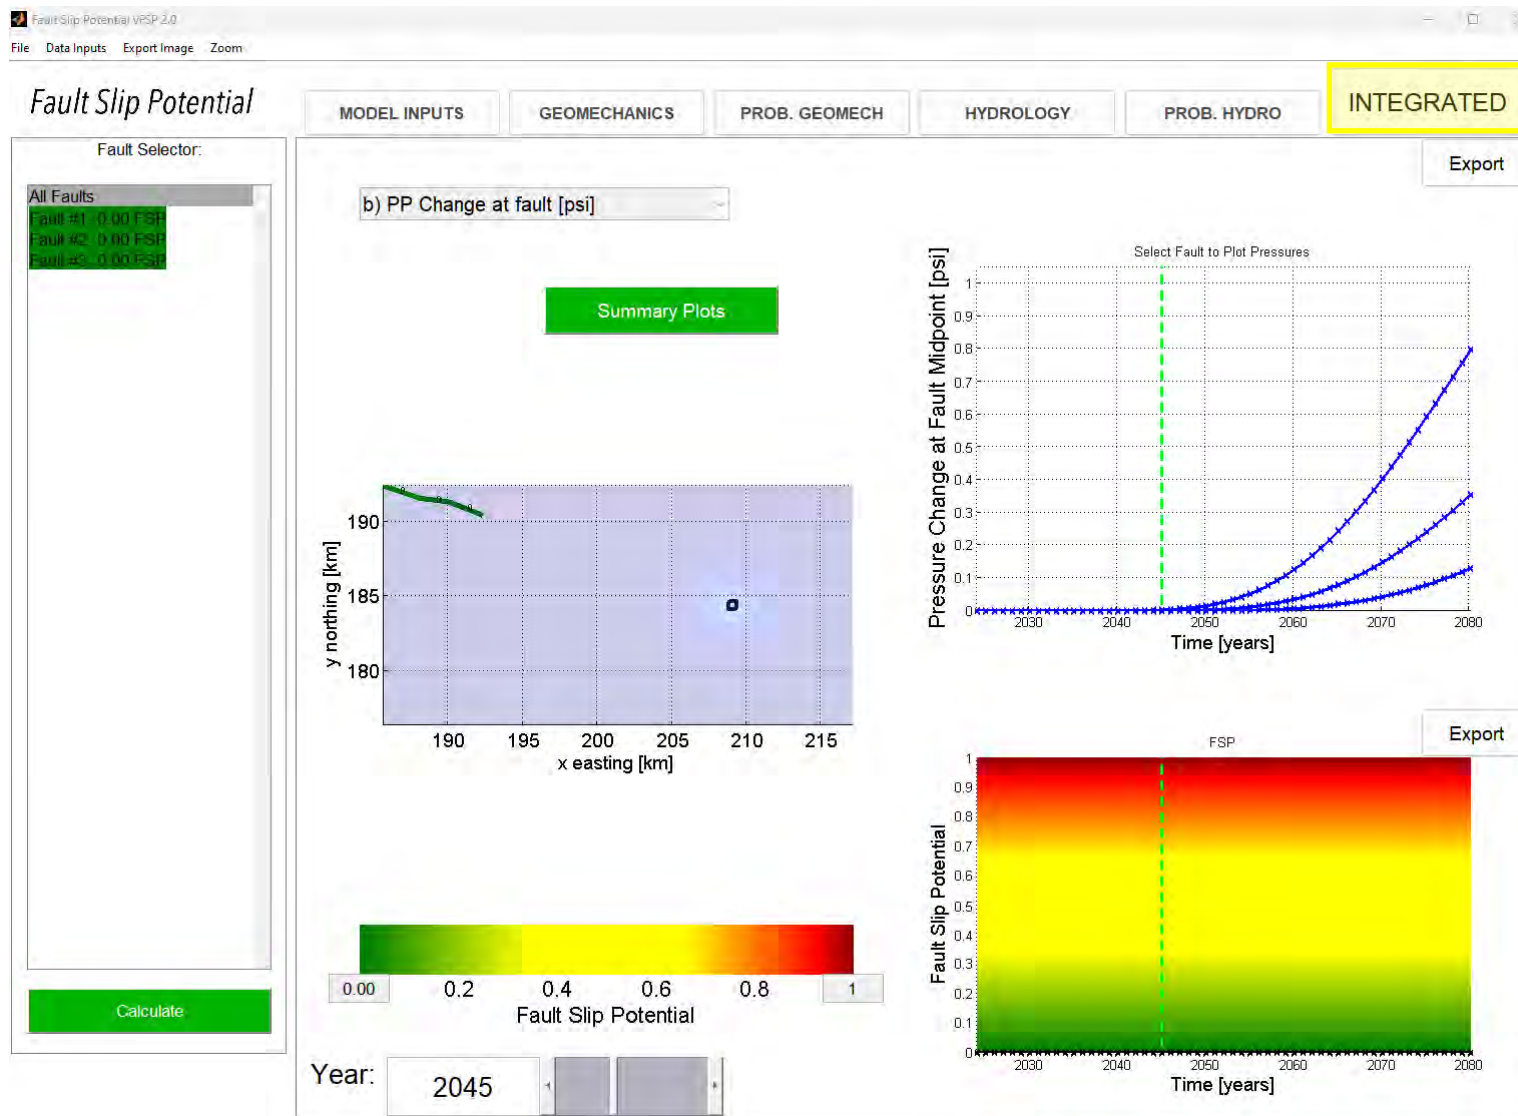 Fault Slip Potential VFSP 2.0
File Data Inputs Export Image Zoom
Fault Slip Potential
MODEL INPUTS GEOMECHANICS PROB. GEOMECH HYDROLOGY PROB. HYDRO INTEGRATED
Fault Selector:
All Faults
Fault #1 0.00 FSP
Fault #2 0.00 FSP
Fault #3 0.00 FSP
Calculate
b) PP Change at fault [psi]
Summary Plots
190
185
180
y northing [km]
190 195 200 205 210 215
x easting [km]
0.00 0.2 0.4 0.6 0.8 1
Fault Slip Potential
Year: 2045
Export
Select Fault to Plot Pressures
Pressure Change at Fault Midpoint [psi]
1
0.9
0.8
0.7
0.6
0.5
0.4
0.3
0.2
0.1
0
2030 2040 2050 2060 2070 2080
Time [years]
Export
FSP
Fault Slip Potential
1
0.9
0.8
0.7
0.6
0.5
0.4
0.3
0.2
0.1
0
2030 2040 2050 2060 2070 2080
Time [years]